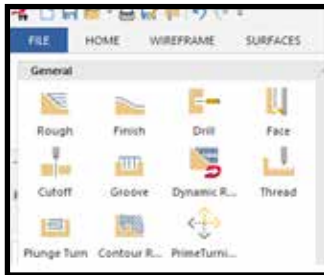 FILE HOME WIREFRAME SURFACES
General
Rough Finish Drill Face
Cutoff Groove Dynamic R... Thread
Plunge Turn Contour R... PrimeTurni...